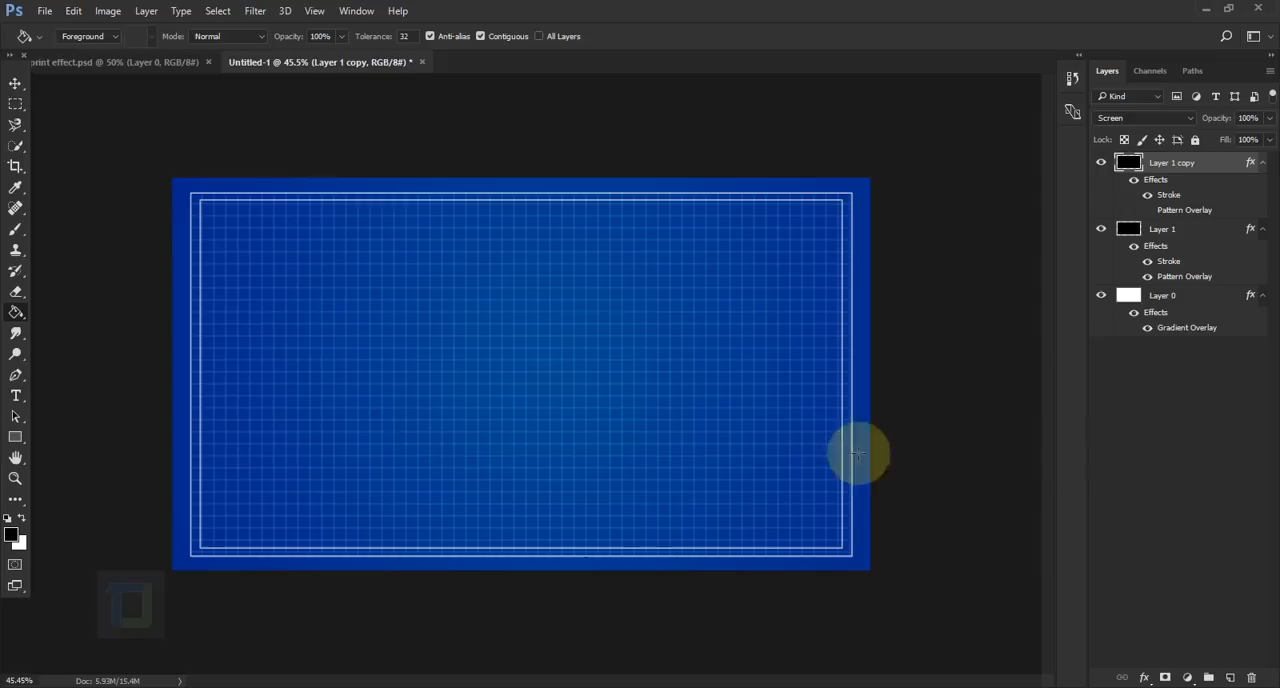 Ps File Edit Image Layer Type Select Filter 3D View Window Help
Foreground Mode: Normal Opacity: 100% Tolerance: 32 Anti-alias Contiguous All Layers
print effect.psd @ 50% (Layer 0, RGB/8#) × Untitled-1 @ 45.5% (Layer 1 copy, RGB/8#) * ×
Layers Channels Paths
Kind
Screen Opacity: 100%
Lock: Fill: 100%
Layer 1 copy fx
Effects
Stroke
Pattern Overlay
Layer 1 fx
Effects
Stroke
Pattern Overlay
Layer 0 fx
Effects
Gradient Overlay
45.45% Doc: 5.93M/15.4M